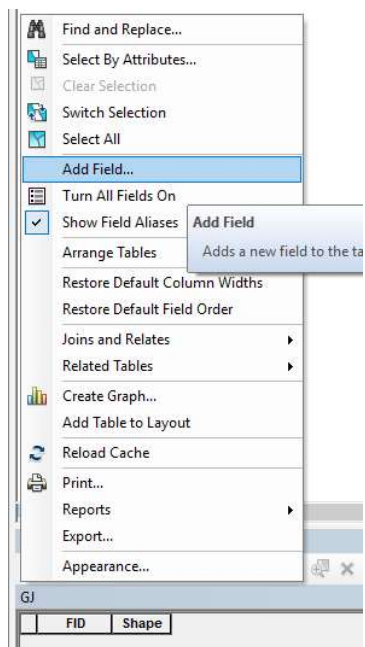 Find and Replace...
Select By Attributes...
Clear Selection
Switch Selection
Select All
Add Field...
Turn All Fields On
Show Field Aliases
Add Field
Adds a new field to the ta
Arrange Tables
Restore Default Column Widths
Restore Default Field Order
Joins and Relates
Related Tables
Create Graph...
Add Table to Layout
Reload Cache
Print...
Reports
Export...
Appearance...
GJ
FID Shape